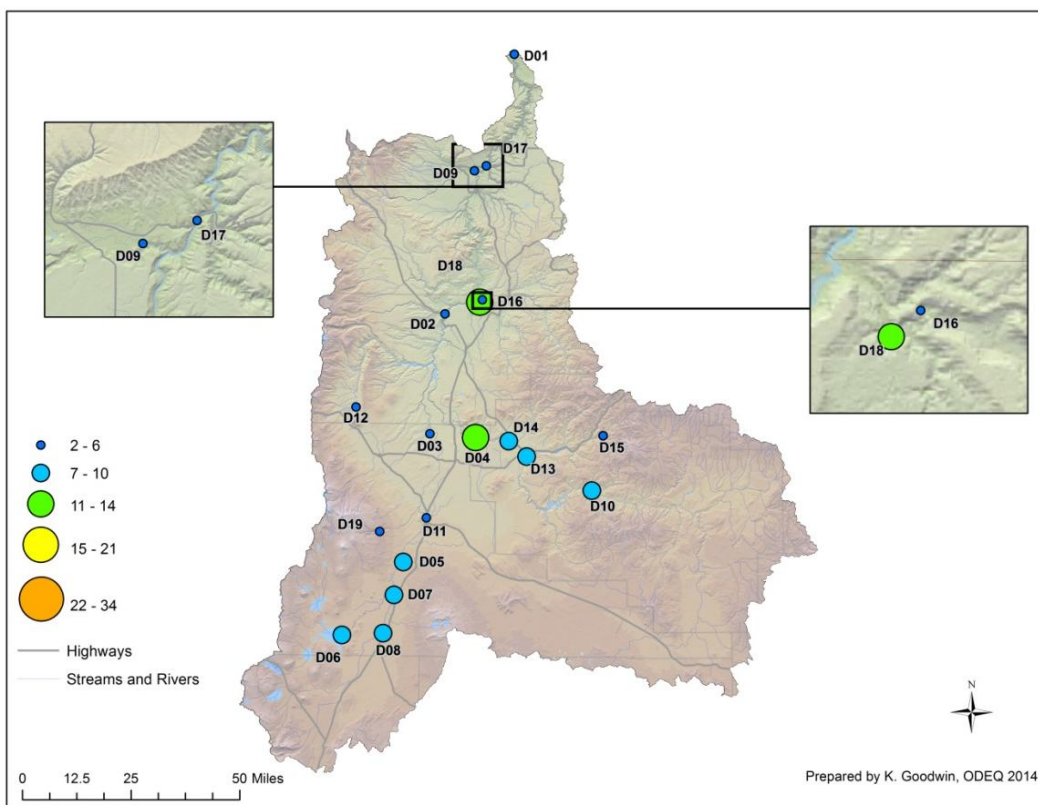 D01
D17
D09
D17
D09
D18
D16
D02
D16
D18
D12
D14
D03
D15
D04
D13
D10
2 - 6
7 - 10
11 - 14
15 - 21
22 - 34
D19
D11
D05
D07
D06
D08
Highways
Streams and Rivers
N
0 12.5 25 50 Miles
Prepared by K. Goodwin, ODEQ 2014